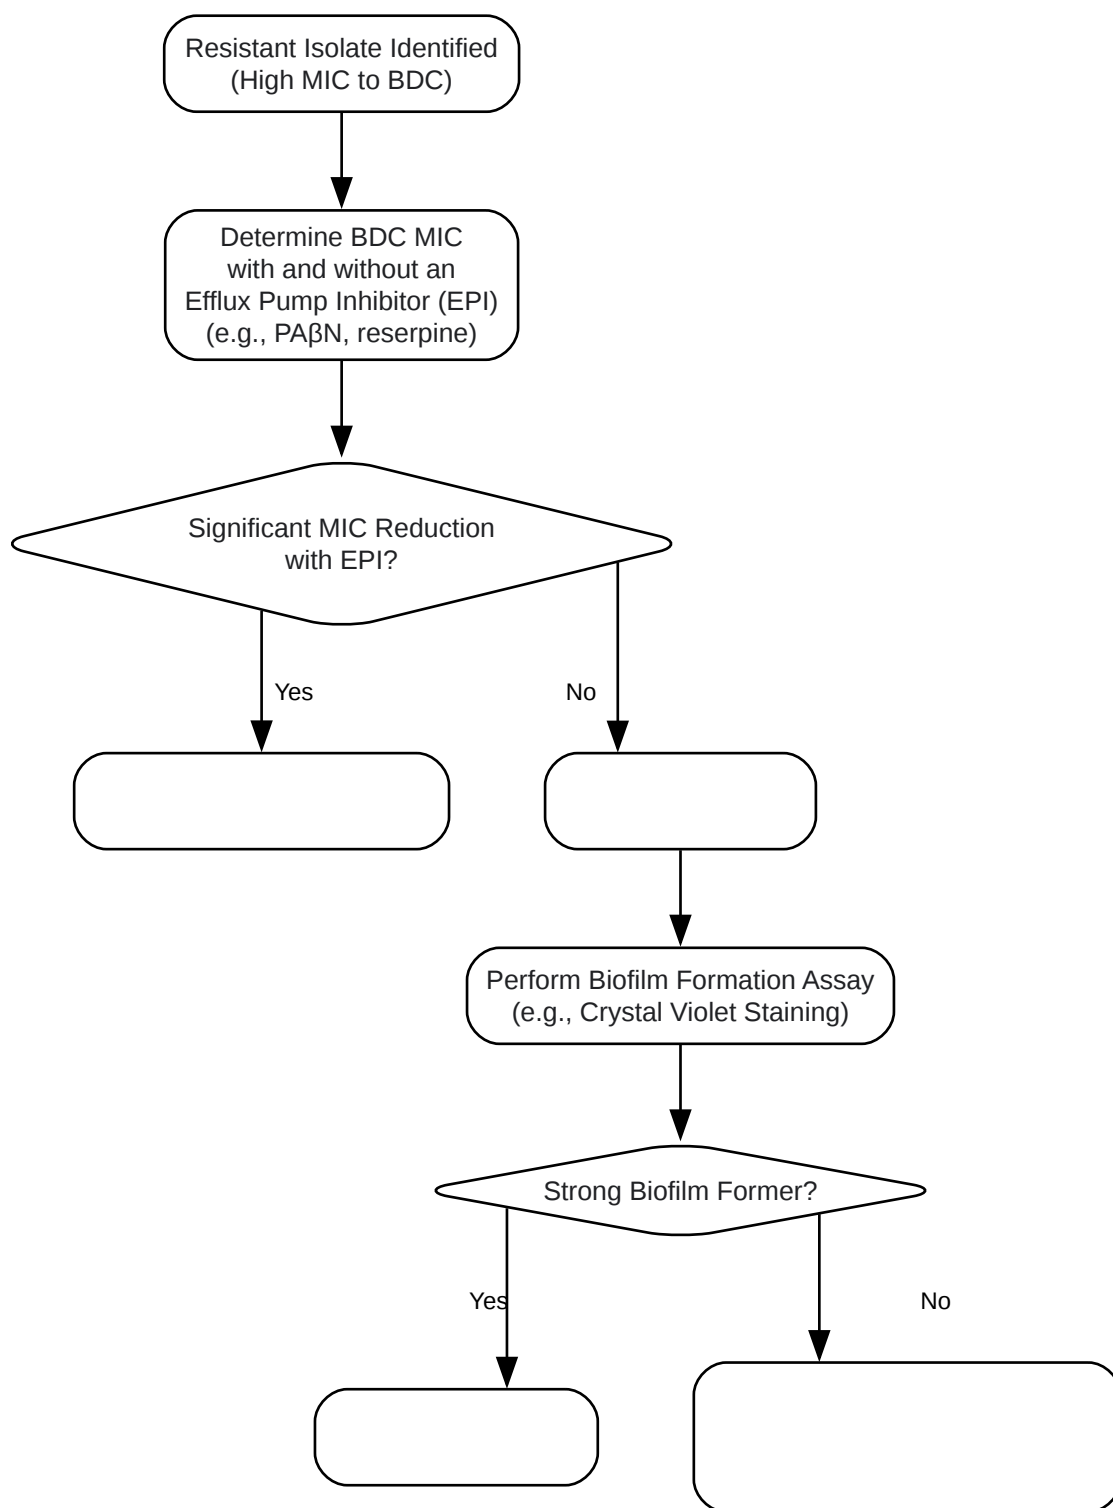 Resistant Isolate Identified
(High MIC to BDC)
Determine BDC MIC
with and without an
Efflux Pump Inhibitor (EPI)
(e.g., PAβN, reserpine)
Significant MIC Reduction
with EPI?
Yes
No
Perform Biofilm Formation Assay
(e.g., Crystal Violet Staining)
Strong Biofilm Former?
Yes
No